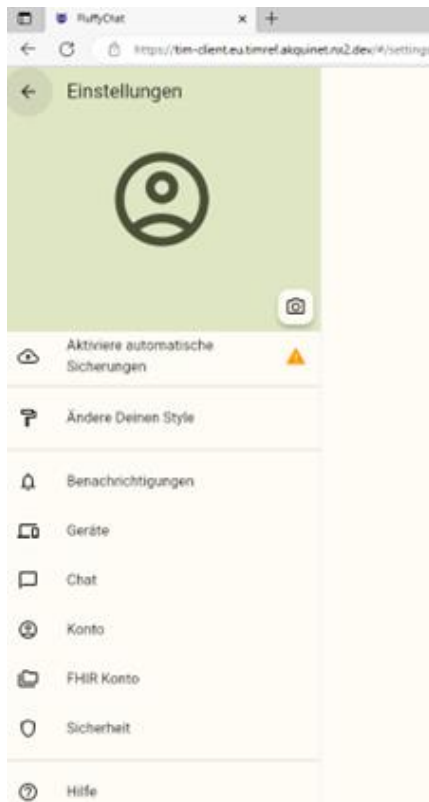 FluffyChat
https://tim-client.eu.timref.akquinet.nx2.dev/#/settings
Einstellungen
Aktiviere automatische
Sicherungen
Ändere Deinen Style
Benachrichtigungen
Geräte
Chat
Konto
FHIR Konto
Sicherheit
Hilfe